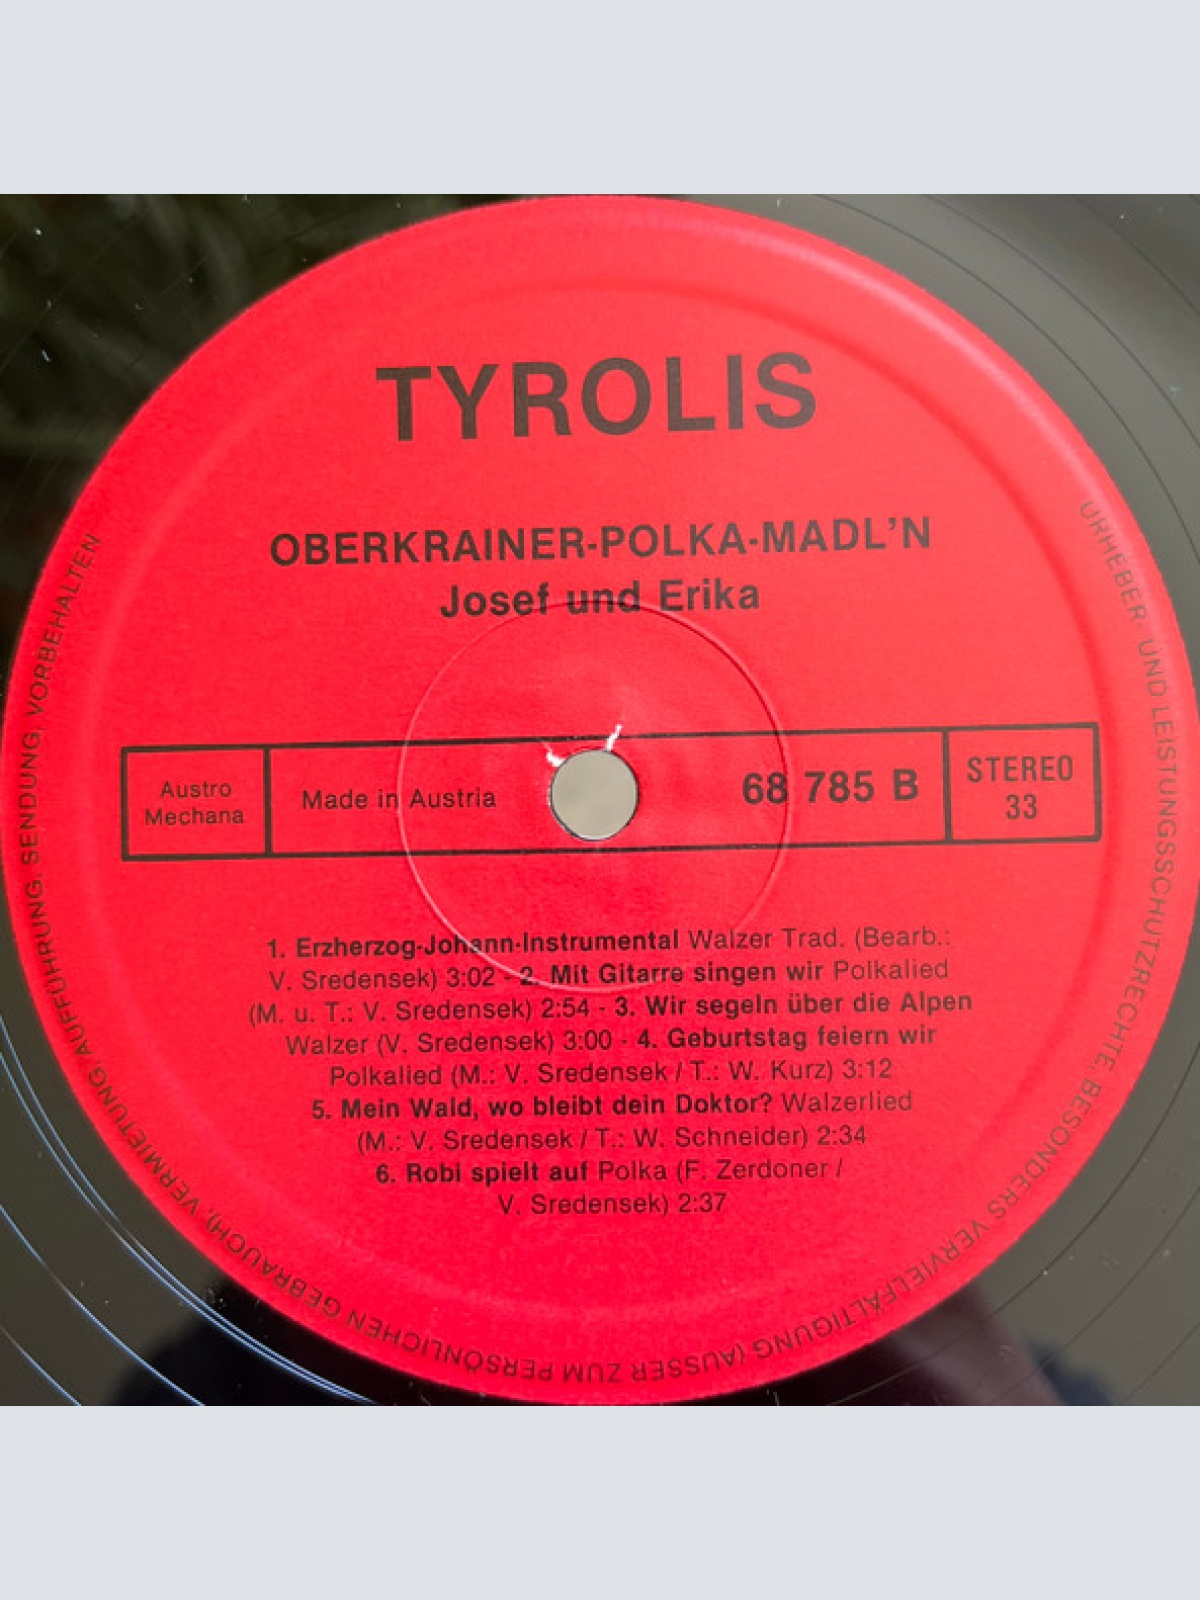 TYROLIS
OBERKRAINER-POLKA-MADL'N
Josef und Erika
Austro
Mechana
Made in Austria
68 785 B
STEREO
33
1. Erzherzog-Johann-Instrumental Walzer Trad. (Bearb.:
V. Sredensek) 3:02 - 2. Mit Gitarre singen wir Polkalied
(M. u. T.: V. Sredensek) 2:54 - 3. Wir segeln über die Alpen
Walzer (V. Sredensek) 3:00 - 4. Geburtstag feiern wir
Polkalied (M.: V. Sredensek / T.: W. Kurz) 3:12
5. Mein Wald, wo bleibt dein Doktor? Walzerlied
(M.: V. Sredensek / T.: W. Schneider) 2:34
6. Robi spielt auf Polka (F. Zerdoner /
V. Sredensek) 2:37
URHEBER- UND LEISTUNGSSCHUTZRECHTE, BESONDERS VERVIELFÄLTIGUNG (AUSSER ZUM PERSÖNLICHEN GEBRAUCH), VERMIETUNG, AUFFÜHRUNG, SENDUNG, VORBEHALTEN